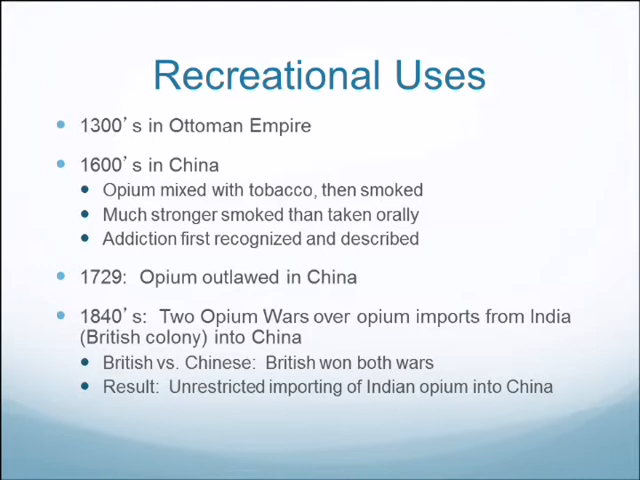 Recreational Uses
1300's in Ottoman Empire
1600's in China
Opium mixed with tobacco, then smoked
Much stronger smoked than taken orally
Addiction first recognized and described
1729: Opium outlawed in China
1840's: Two Opium Wars over opium imports from India
(British colony) into China
British vs. Chinese: British won both wars
Result: Unrestricted importing of Indian opium into China